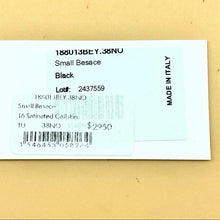 188013BEY.38NO
Small Besace
Black
Lot#: 2437559
MADE IN ITALY
188013BEY.38NO
Small Besace
16 Satinated Calfskin
TU 38NO $2950